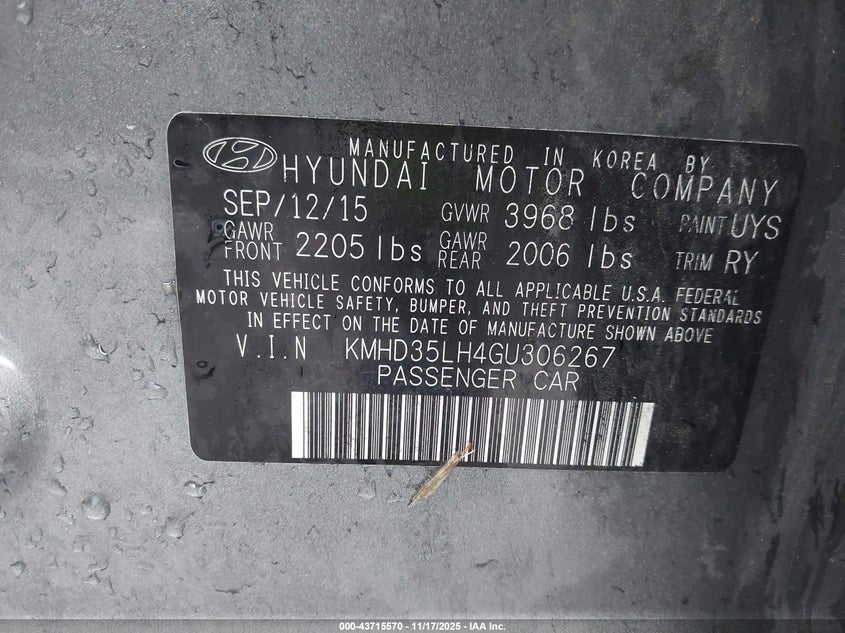 MANUFACTURED IN KOREA BY
HYUNDAI MOTOR COMPANY
SEP/12/15 GVWR 3968 lbs PAINT UYS
GAWR FRONT 2205 lbs GAWR REAR 2006 lbs TRIM RY
THIS VEHICLE CONFORMS TO ALL APPLICABLE U.S.A. FEDERAL
MOTOR VEHICLE SAFETY, BUMPER, AND THEFT PREVENTION STANDARDS
IN EFFECT ON THE DATE OF MANUFACTURE SHOWN ABOVE
V.I.N KMHD35LH4GU306267
PASSENGER CAR
000-43715570 - 11/17/2025 - IAA Inc.